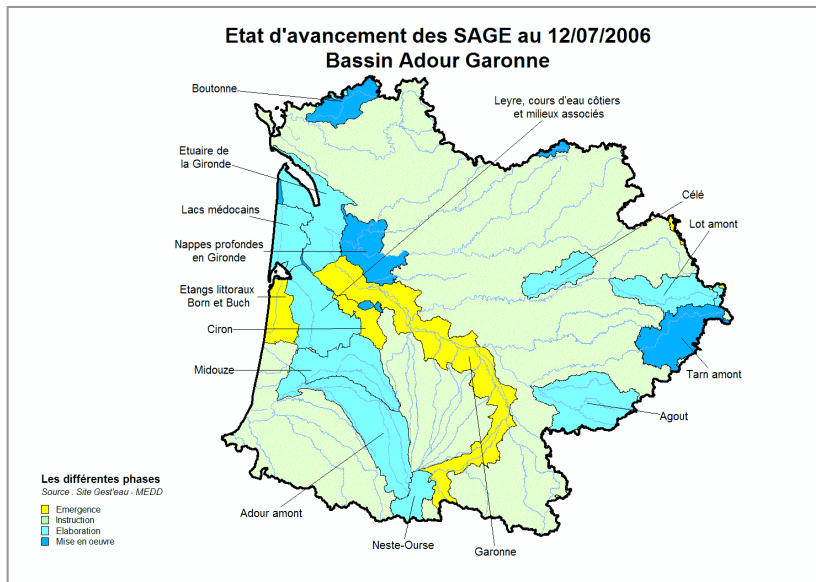 Etat d'avancement des SAGE au 12/07/2006
Bassin Adour Garonne
Boutonne
Leyre, cours d'eau côtiers
et milieux associés
Etuaire de
la Gironde
Célé
Lacs médocains
Lot amont
Nappes profondes
en Gironde
Etangs littoraux
Born et Buch
Ciron
Midouze
Tarn amont
Agout
Adour amont
Neste-Ourse
Garonne
Les différentes phases
Source : Site Gest'eau - MEDD
Emergence
Instruction
Elaboration
Mise en oeuvre